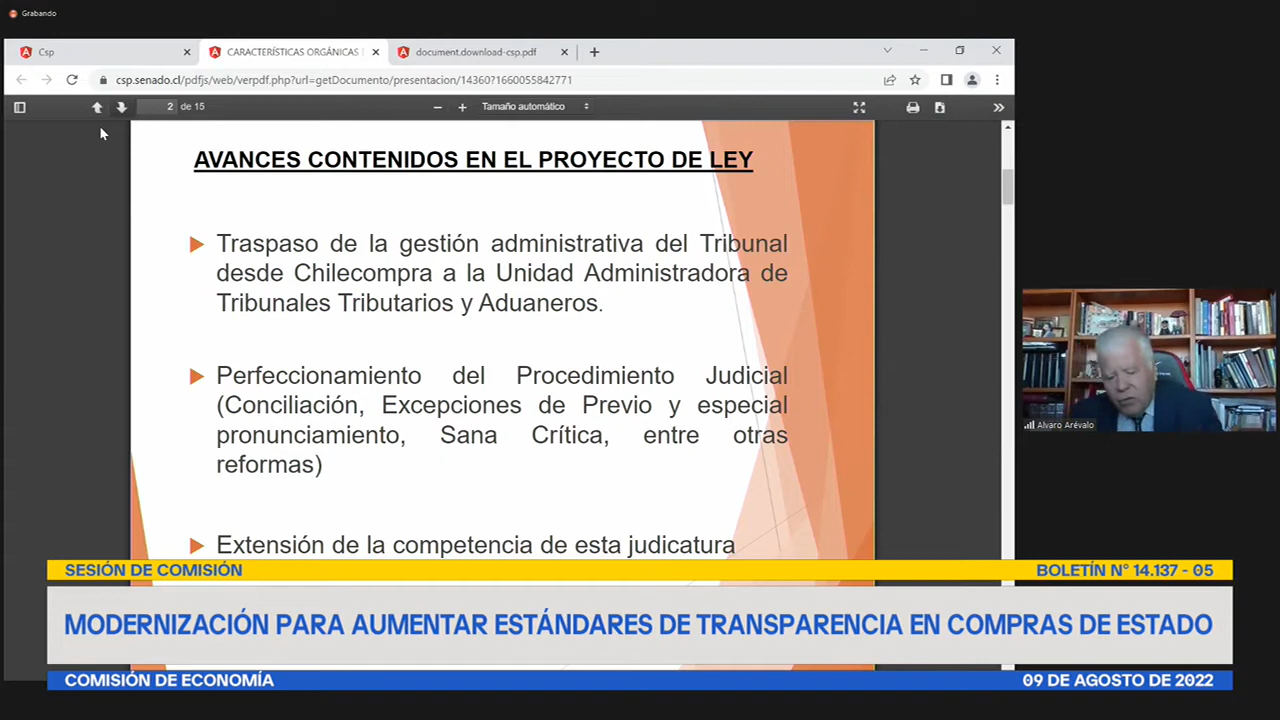 Grabando
Csp
CARACTERÍSTICAS ORGÁNICAS
document.download-csp.pdf
csp.senado.cl/pdfjs/web/verpdf.php?url=getDocumento/presentacion/14360?1660055842771
2 de 15
Tamaño automático
AVANCES CONTENIDOS EN EL PROYECTO DE LEY
Traspaso de la gestión administrativa del Tribunal
desde Chilecompra a la Unidad Administradora de
Tribunales Tributarios y Aduaneros.
Perfeccionamiento del Procedimiento Judicial
(Conciliación, Excepciones de Previo y especial
pronunciamiento, Sana Crítica, entre otras
reformas)
Extensión de la competencia de esta judicatura
Alvaro Arévalo
SESIÓN DE COMISIÓN
BOLETÍN N° 14.137 - 05
MODERNIZACIÓN PARA AUMENTAR ESTÁNDARES DE TRANSPARENCIA EN COMPRAS DE ESTADO
COMISIÓN DE ECONOMÍA
09 DE AGOSTO DE 2022